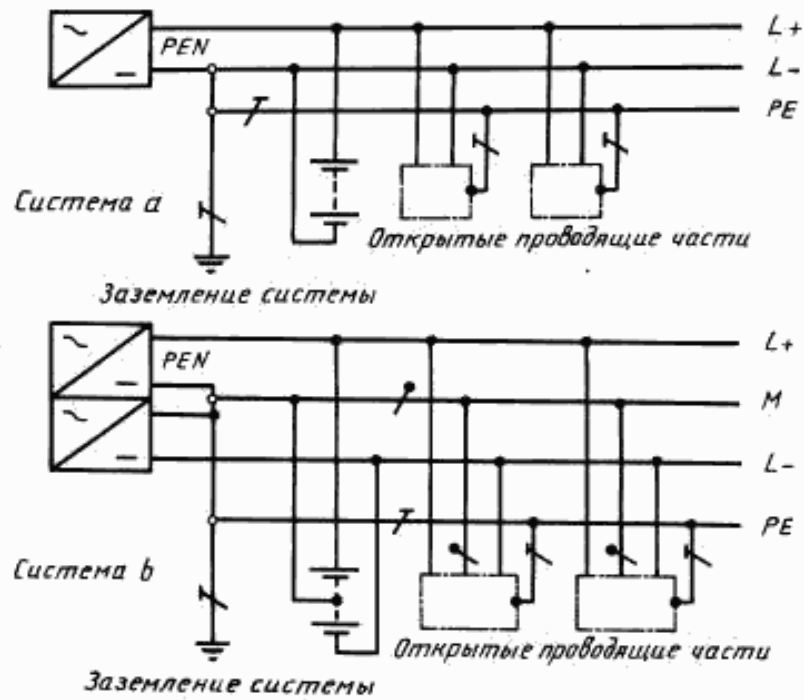 L+
PEN
L-
PE
Система a
Открытые проводящие части
Заземление системы
L+
PEN
M
L-
PE
Система b
Открытые проводящие части
Заземление системы